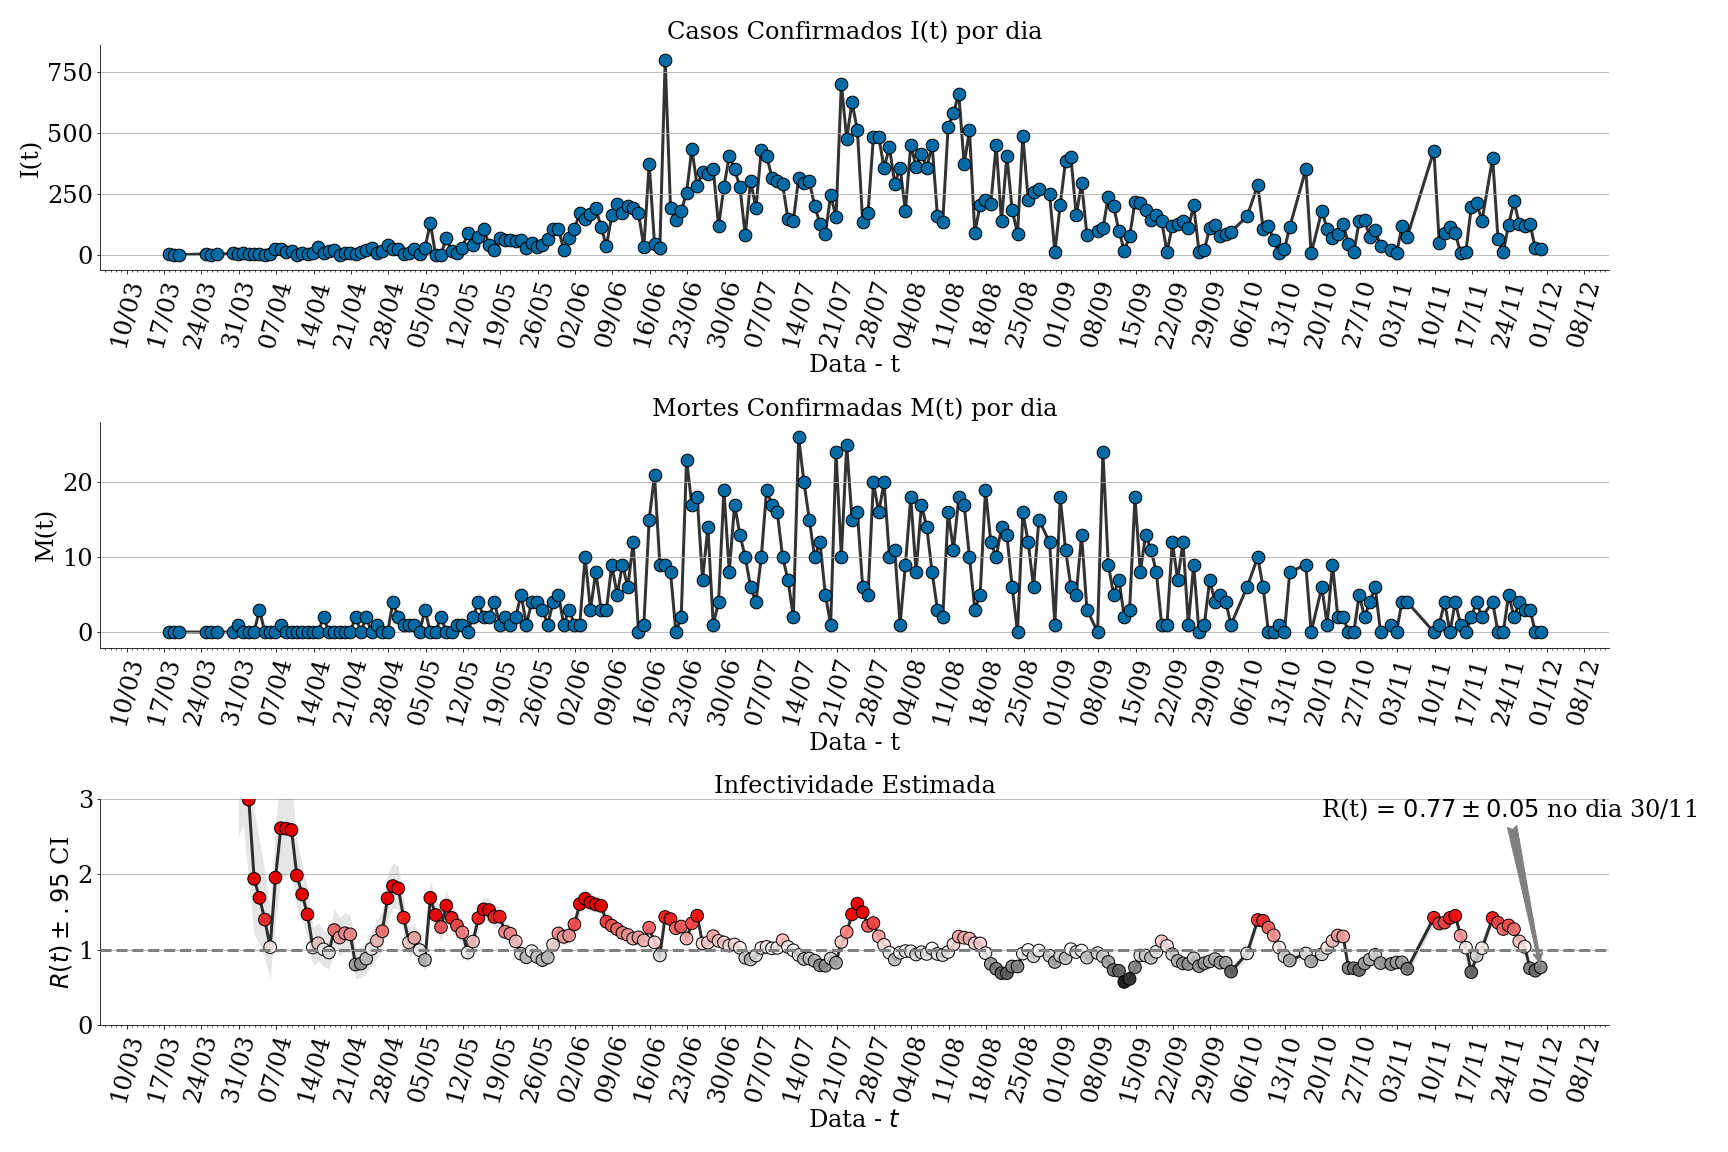 Casos Confirmados I(t) por dia
I(t)
750
500
250
0
10/03 17/03 24/03 31/03 07/04 14/04 21/04 28/04 05/05 12/05 19/05 26/05 02/06 09/06 16/06 23/06 30/06 07/07 14/07 21/07 28/07 04/08 11/08 18/08 25/08 01/09 08/09 15/09 22/09 29/09 06/10 13/10 20/10 27/10 03/11 10/11 17/11 24/11 01/12 08/12
Data - t
Mortes Confirmadas M(t) por dia
M(t)
20
10
0
10/03 17/03 24/03 31/03 07/04 14/04 21/04 28/04 05/05 12/05 19/05 26/05 02/06 09/06 16/06 23/06 30/06 07/07 14/07 21/07 28/07 04/08 11/08 18/08 25/08 01/09 08/09 15/09 22/09 29/09 06/10 13/10 20/10 27/10 03/11 10/11 17/11 24/11 01/12 08/12
Data - t
Infectividade Estimada
R(t) ± .95 CI
3
R(t) = 0.77 ± 0.05 no dia 30/11
2
1
0
10/03 17/03 24/03 31/03 07/04 14/04 21/04 28/04 05/05 12/05 19/05 26/05 02/06 09/06 16/06 23/06 30/06 07/07 14/07 21/07 28/07 04/08 11/08 18/08 25/08 01/09 08/09 15/09 22/09 29/09 06/10 13/10 20/10 27/10 03/11 10/11 17/11 24/11 01/12 08/12
Data - t